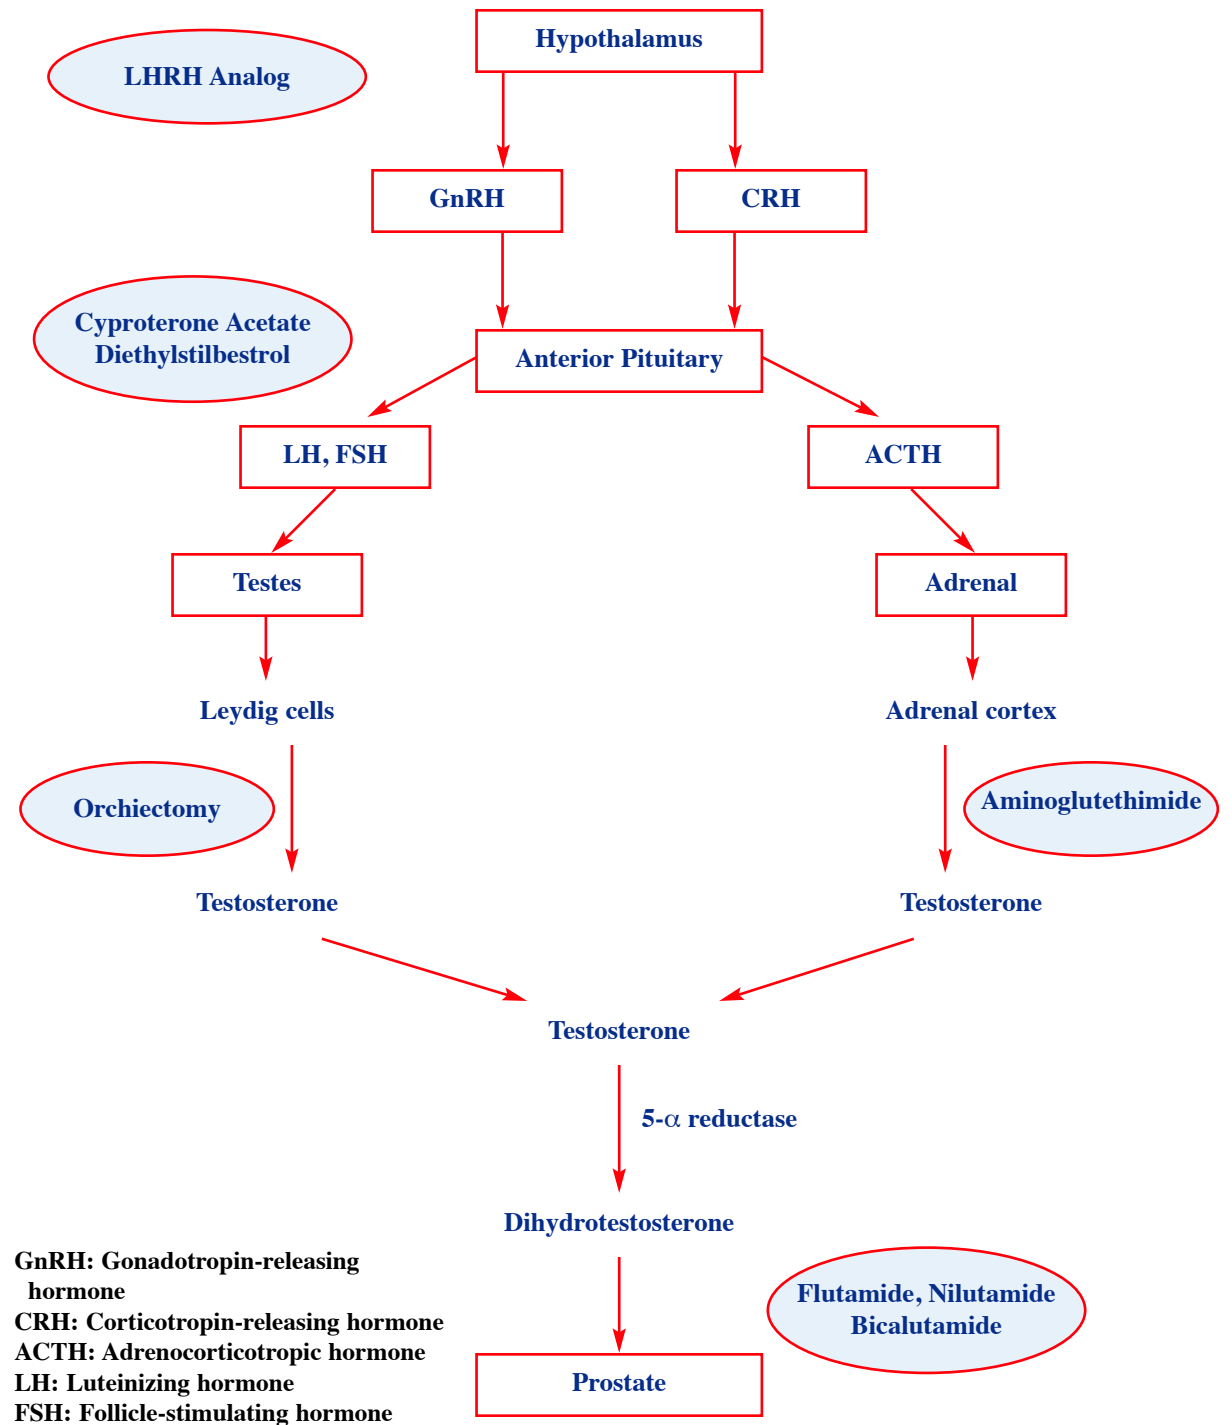 Hypothalamus
LHRH Analog
GnRH
CRH
Cyproterone Acetate
Diethylstilbestrol
Anterior Pituitary
LH, FSH
ACTH
Testes
Adrenal
Leydig cells
Adrenal cortex
Orchiectomy
Aminoglutethimide
Testosterone
Testosterone
Testosterone
5-α reductase
Dihydrotestosterone
Flutamide, Nilutamide
Bicalutamide
Prostate
GnRH: Gonadotropin-releasing
hormone
CRH: Corticotropin-releasing hormone
ACTH: Adrenocorticotropic hormone
LH: Luteinizing hormone
FSH: Follicle-stimulating hormone